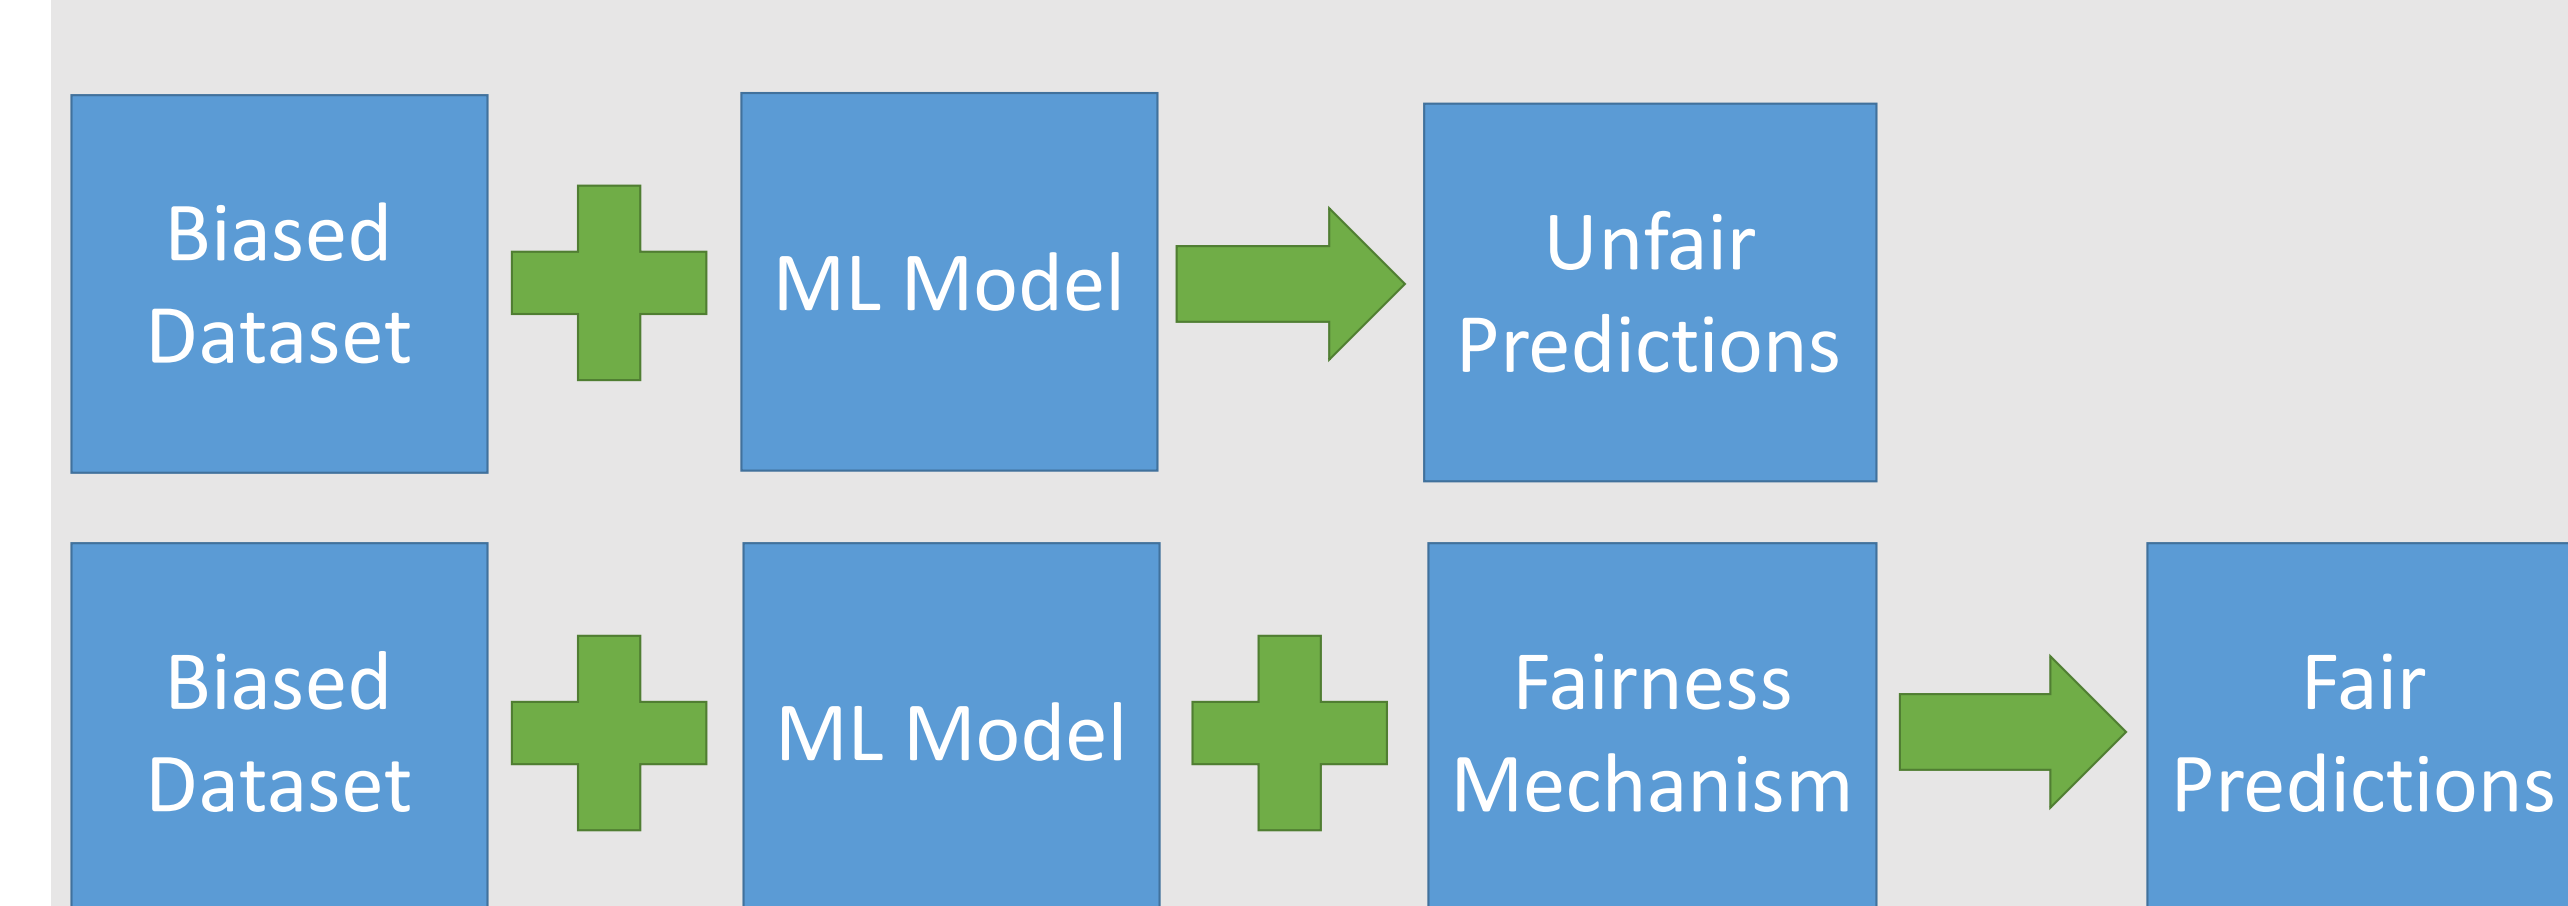 Biased
Dataset
ML Model
Unfair
Predictions
Biased
Dataset
ML Model
Fairness
Mechanism
Fair
Predictions